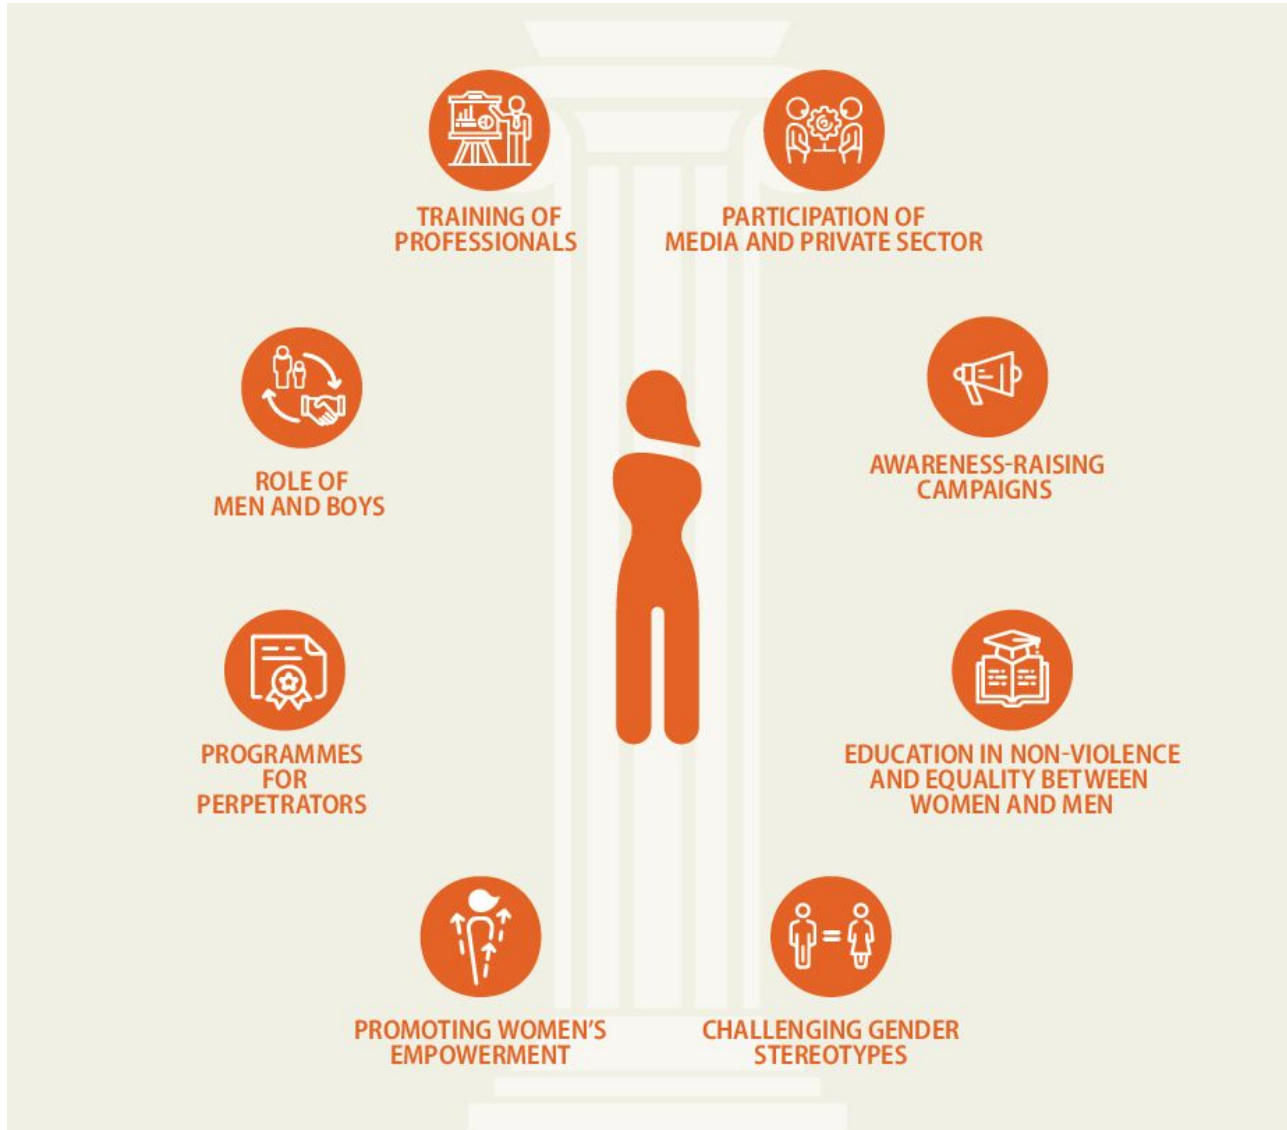 TRAINING OF
PROFESSIONALS
PARTICIPATION OF
MEDIA AND PRIVATE SECTOR
ROLE OF
MEN AND BOYS
AWARENESS-RAISING
CAMPAIGNS
PROGRAMMES
FOR
PERPETRATORS
EDUCATION IN NON-VIOLENCE
AND EQUALITY BETWEEN
WOMEN AND MEN
PROMOTING WOMEN'S
EMPOWERMENT
CHALLENGING GENDER
STEREOTYPES